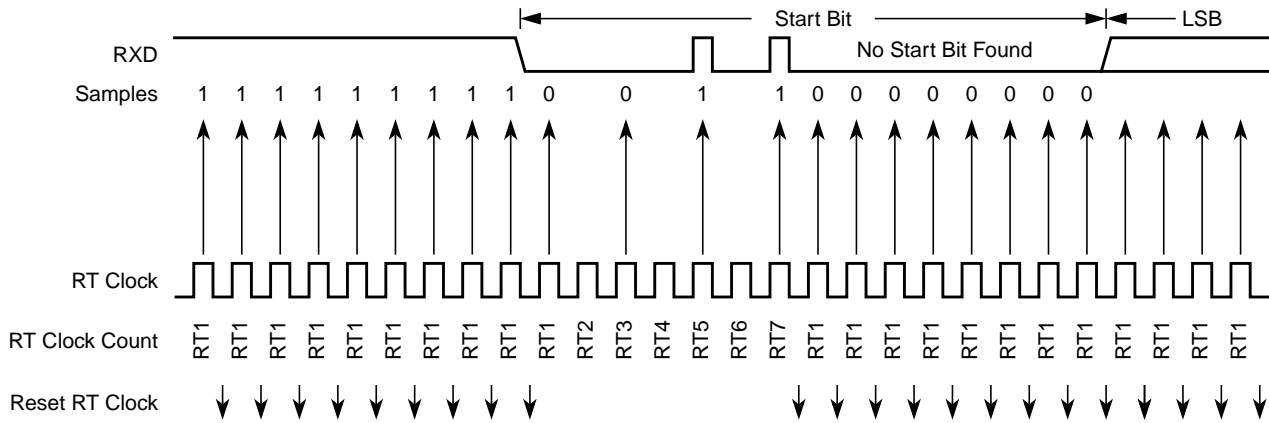 Start Bit LSB
RXD No Start Bit Found
Samples 1 1 1 1 1 1 1 1 1 0 0 1 1 0 0 0 0 0 0 0 0
RT Clock
RT Clock Count RT1 RT1 RT1 RT1 RT1 RT1 RT1 RT1 RT1 RT1 RT2 RT3 RT4 RT5 RT6 RT7 RT1 RT1 RT1 RT1 RT1 RT1 RT1 RT1 RT1 RT1 RT1 RT1
Reset RT Clock